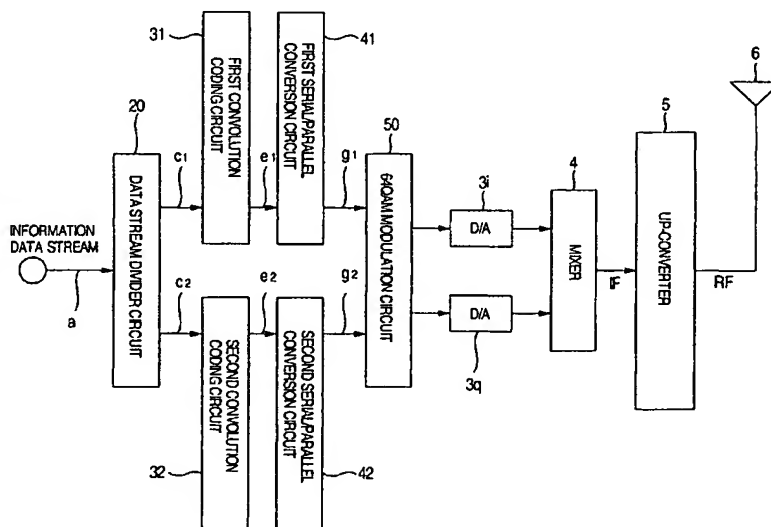 31
41
FIRST CONVOLUTION
CODING CIRCUIT
FIRST SERIAL/PARALLEL
CONVERSION CIRCUIT
6
20
50
5
DATA STREAM DIVIDER CIRCUIT
c1
e1
g1
64QAM MODULATION CIRCUIT
3i
4
D/A
MIXER
UP-CONVERTER
INFORMATION
DATA STREAM
a
IF
RF
c2
e2
g2
D/A
3q
SECOND CONVOLUTION
CODING CIRCUIT
SECOND SERIAL/PARALLEL
CONVERSION CIRCUIT
32
42